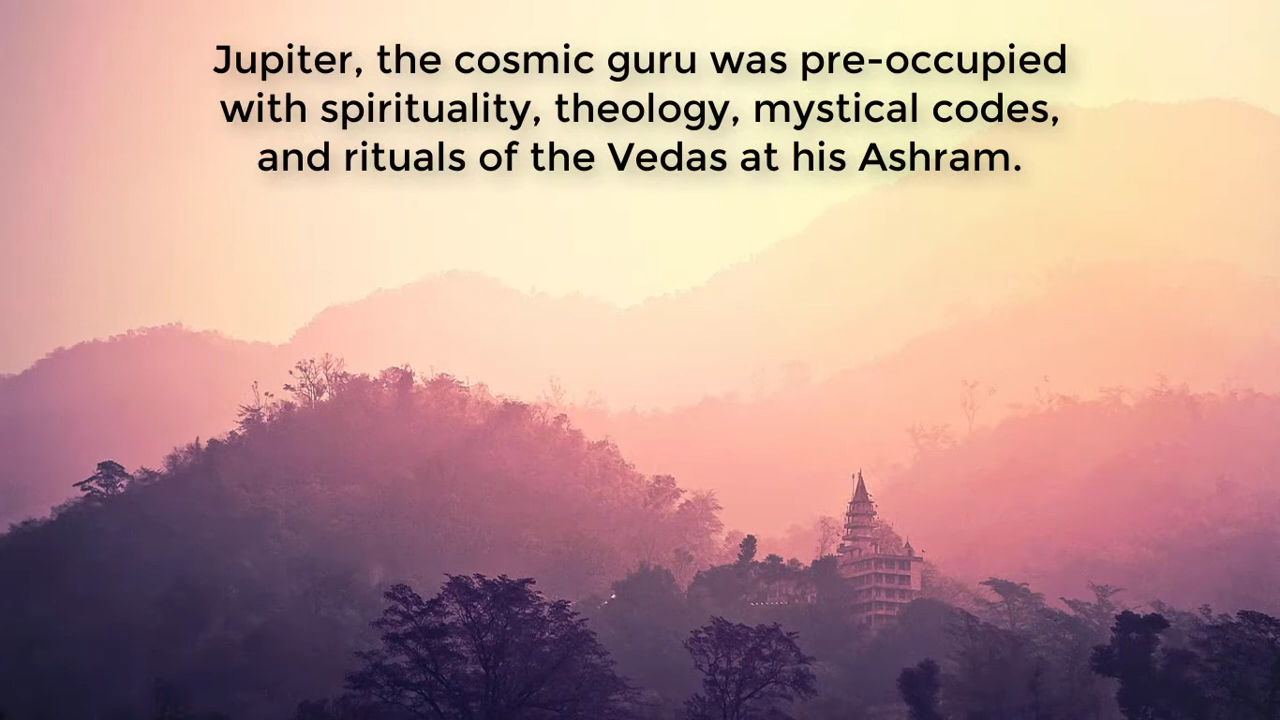 Jupiter, the cosmic guru was pre-occupied
with spirituality, theology, mystical codes,
and rituals of the Vedas at his Ashram.